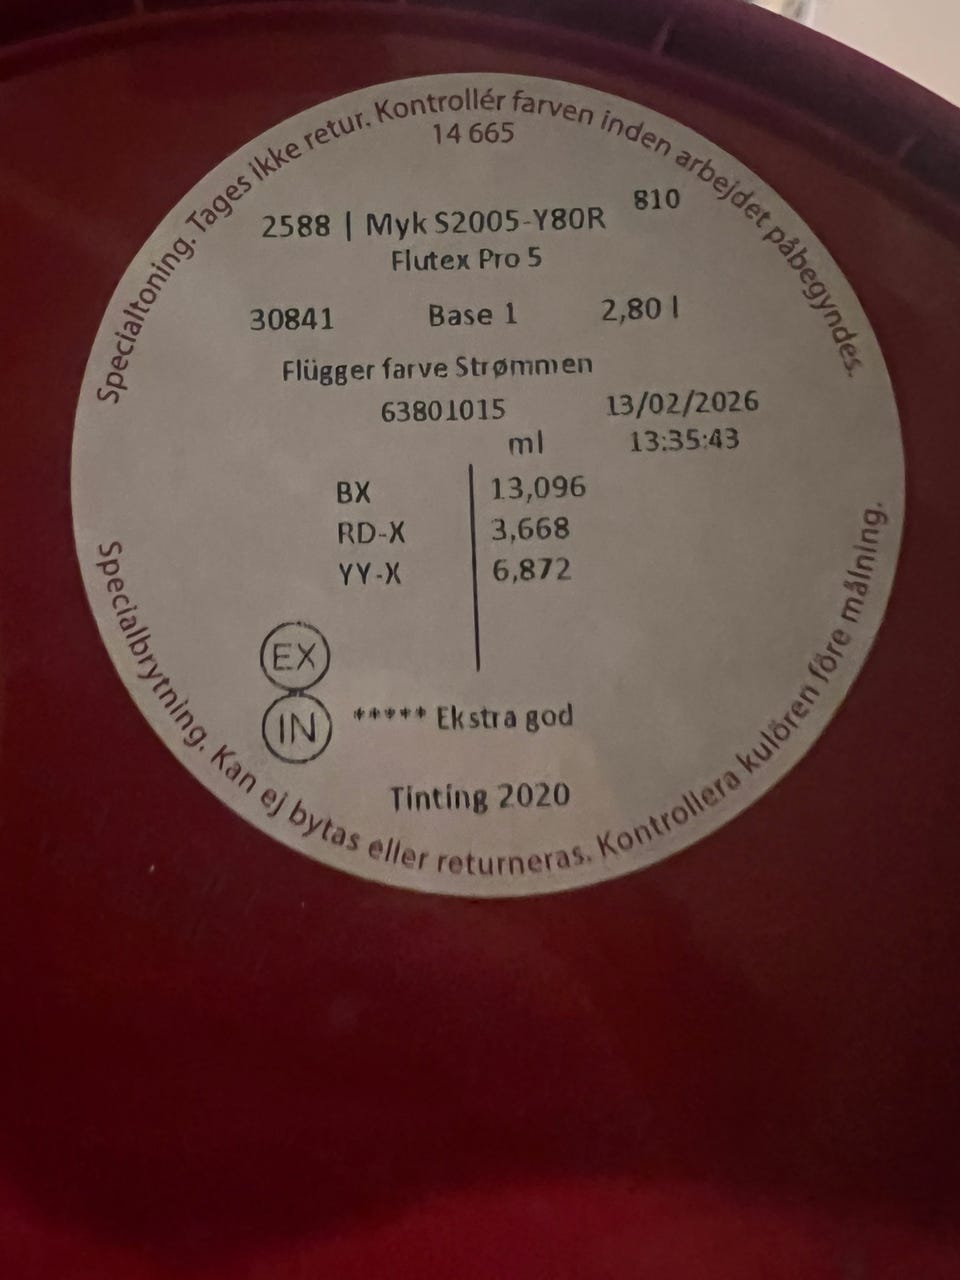 Specialtoning. Tages ikke retur. Kontrollér farven inden arbejdet påbegyndes.
14 665
810
2588 | Myk S2005-Y80R
Flutex Pro 5
30841 Base 1 2,80 l
Flügger farve Strømmen
63801015 13/02/2026
ml 13:35:43
BX 13,096
RD-X 3,668
YY-X 6,872
EX
IN ***** Ekstra god
Tinting 2020
Specialbrytning. Kan ej bytas eller returneras. Kontrollera kulören före målning.